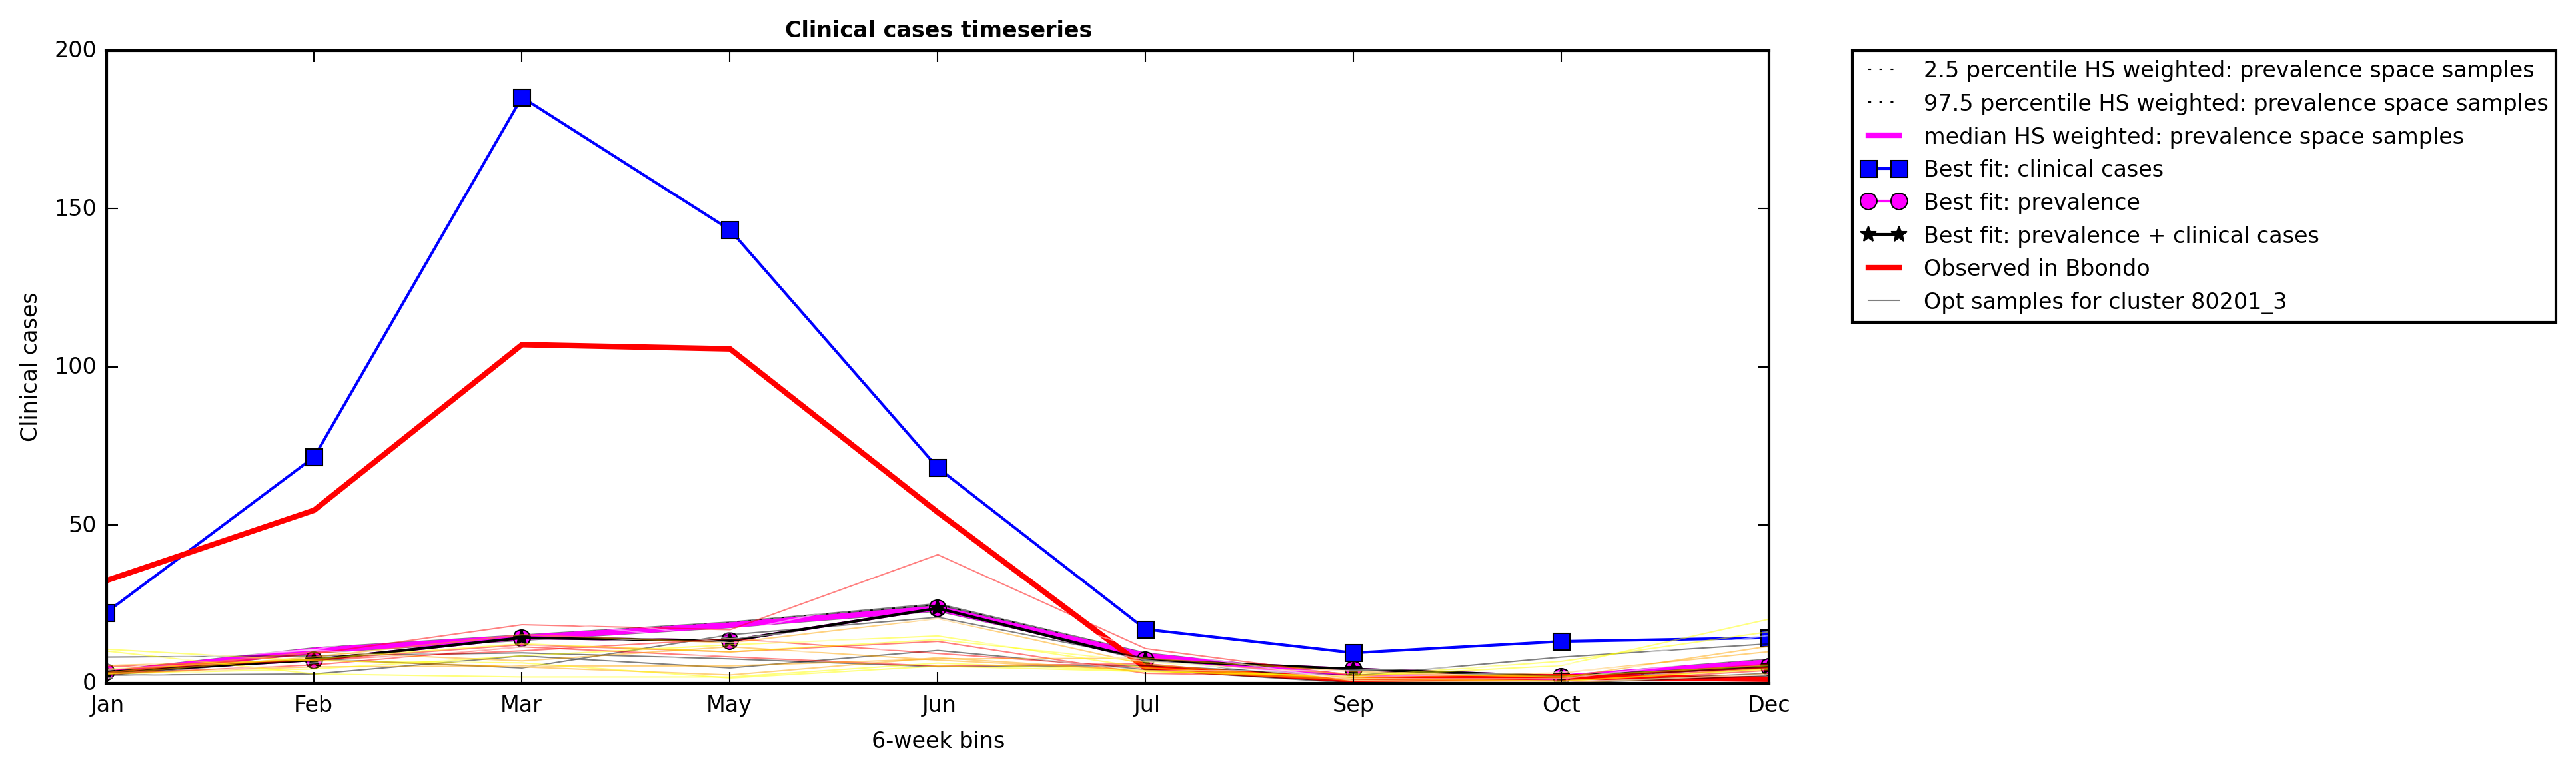 Clinical cases timeseries
200
150
100
50
0
Clinical cases
Jan Feb Mar May Jun Jul Sep Oct Dec
6-week bins
2.5 percentile HS weighted: prevalence space samples
97.5 percentile HS weighted: prevalence space samples
median HS weighted: prevalence space samples
Best fit: clinical cases
Best fit: prevalence
Best fit: prevalence + clinical cases
Observed in Bbondo
Opt samples for cluster 80201_3